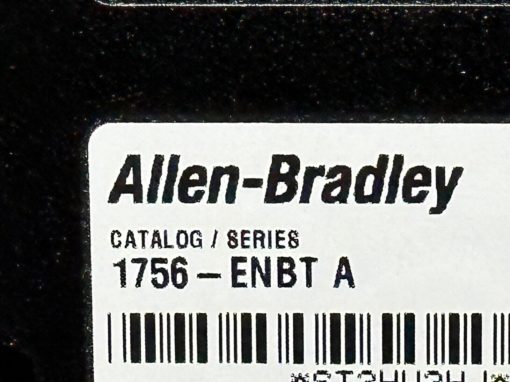 Allen-Bradley
CATALOG / SERIES
1756-ENBT A